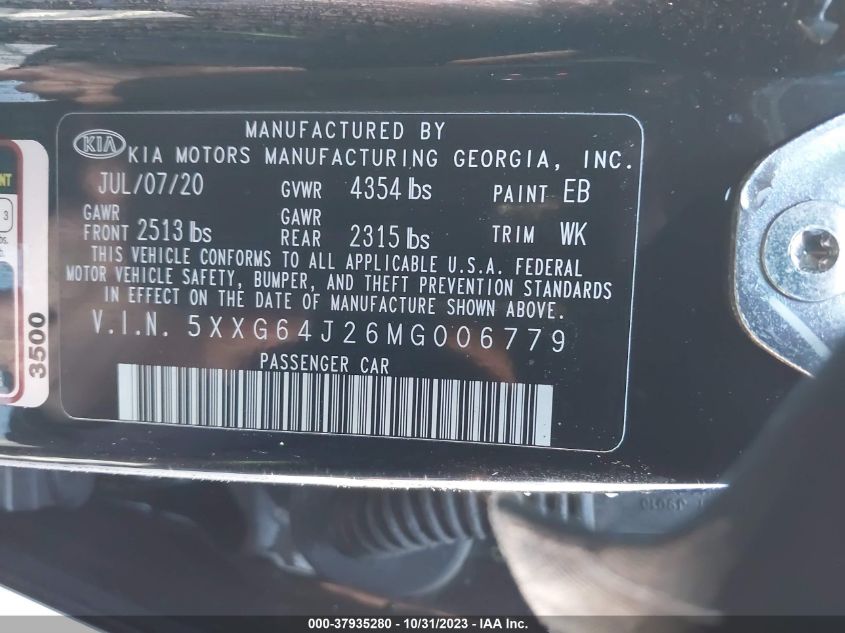 MANUFACTURED BY
KIA
KIA MOTORS MANUFACTURING GEORGIA, INC.
JUL/07/20 GVWR 4354 lbs PAINT EB
GAWR FRONT 2513 lbs GAWR REAR 2315 lbs TRIM WK
THIS VEHICLE CONFORMS TO ALL APPLICABLE U.S.A. FEDERAL
MOTOR VEHICLE SAFETY, BUMPER, AND THEFT PREVENTION STANDARDS
IN EFFECT ON THE DATE OF MANUFACTURE SHOWN ABOVE.
V.I.N. 5XXG64J26MG006779
PASSENGER CAR
3
3500
000-37935280 - 10/31/2023 - IAA Inc.